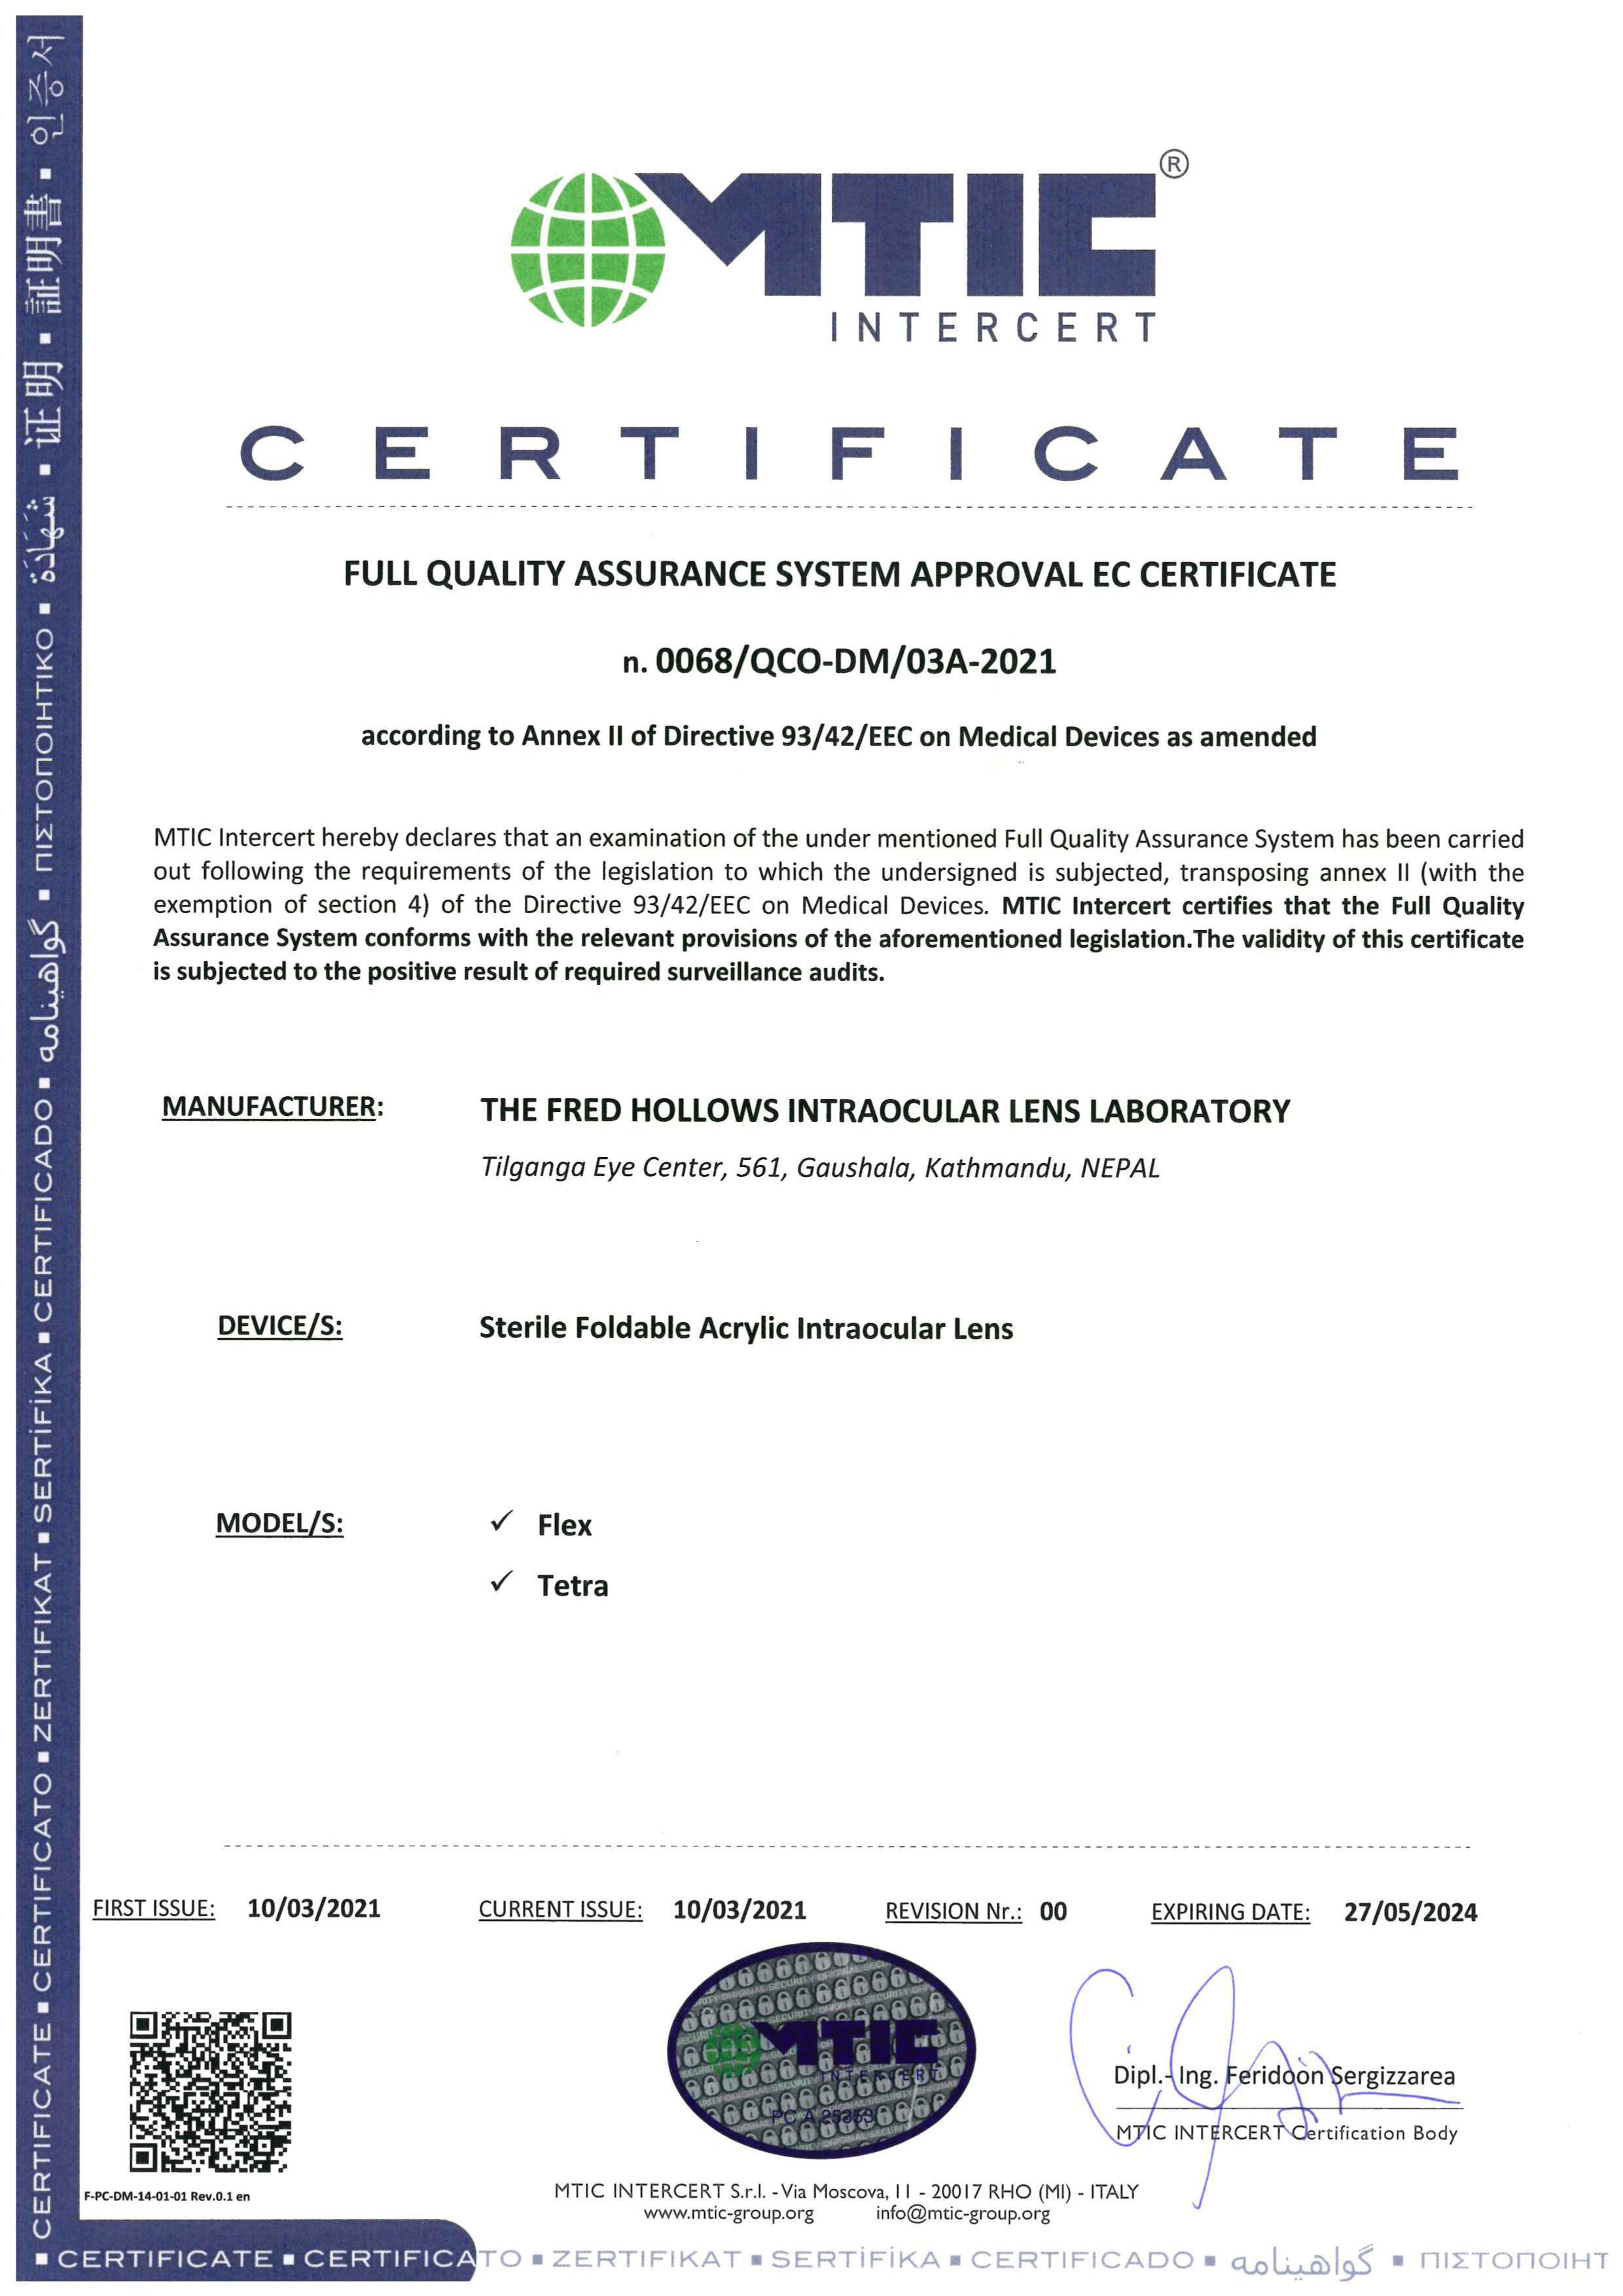 인증서 ■ 証明書 ■ 证明 ■ شَهَادَة ■ ΠΙΣΤΟΠΟΙΗΤΙΚΟ ■ گواهینامه ■ CERTIFICADO ■ SERTİFİKA ■ ZERTIFIKAT ■ CERTIFICATO ■ CERTIFICATE ■
MTIC ®
INTERCERT
CERTIFICATE
FULL QUALITY ASSURANCE SYSTEM APPROVAL EC CERTIFICATE
n. 0068/QCO-DM/03A-2021
according to Annex II of Directive 93/42/EEC on Medical Devices as amended
MTIC Intercert hereby declares that an examination of the under mentioned Full Quality Assurance System has been carried
out following the requirements of the legislation to which the undersigned is subjected, transposing annex II (with the
exemption of section 4) of the Directive 93/42/EEC on Medical Devices. MTIC Intercert certifies that the Full Quality
Assurance System conforms with the relevant provisions of the aforementioned legislation.The validity of this certificate
is subjected to the positive result of required surveillance audits.
MANUFACTURER: THE FRED HOLLOWS INTRAOCULAR LENS LABORATORY
Tilganga Eye Center, 561, Gaushala, Kathmandu, NEPAL
DEVICE/S: Sterile Foldable Acrylic Intraocular Lens
MODEL/S: ✓ Flex
✓ Tetra
FIRST ISSUE: 10/03/2021 CURRENT ISSUE: 10/03/2021 REVISION Nr.: 00 EXPIRING DATE: 27/05/2024
MTIC
INTERCERT
PC A 25353
Dipl.- Ing. Feridoon Sergizzarea
MTIC INTERCERT Certification Body
F-PC-DM-14-01-01 Rev.0.1 en
MTIC INTERCERT S.r.l. - Via Moscova, 11 - 20017 RHO (MI) - ITALY
www.mtic-group.org info@mtic-group.org
■ CERTIFICATE ■ CERTIFICATO ■ ZERTIFIKAT ■ SERTİFİKA ■ CERTIFICADO ■ گواهینامه ■ ΠΙΣΤΟΠΟΙΗΤ